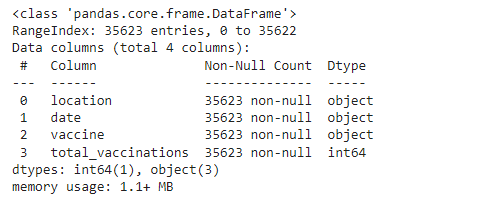 <class 'pandas.core.frame.DataFrame'>
RangeIndex: 35623 entries, 0 to 35622
Data columns (total 4 columns):
 #   Column              Non-Null Count  Dtype
---  ------              --------------  -----
 0   location            35623 non-null  object
 1   date                35623 non-null  object
 2   vaccine             35623 non-null  object
 3   total_vaccinations  35623 non-null  int64
dtypes: int64(1), object(3)
memory usage: 1.1+ MB